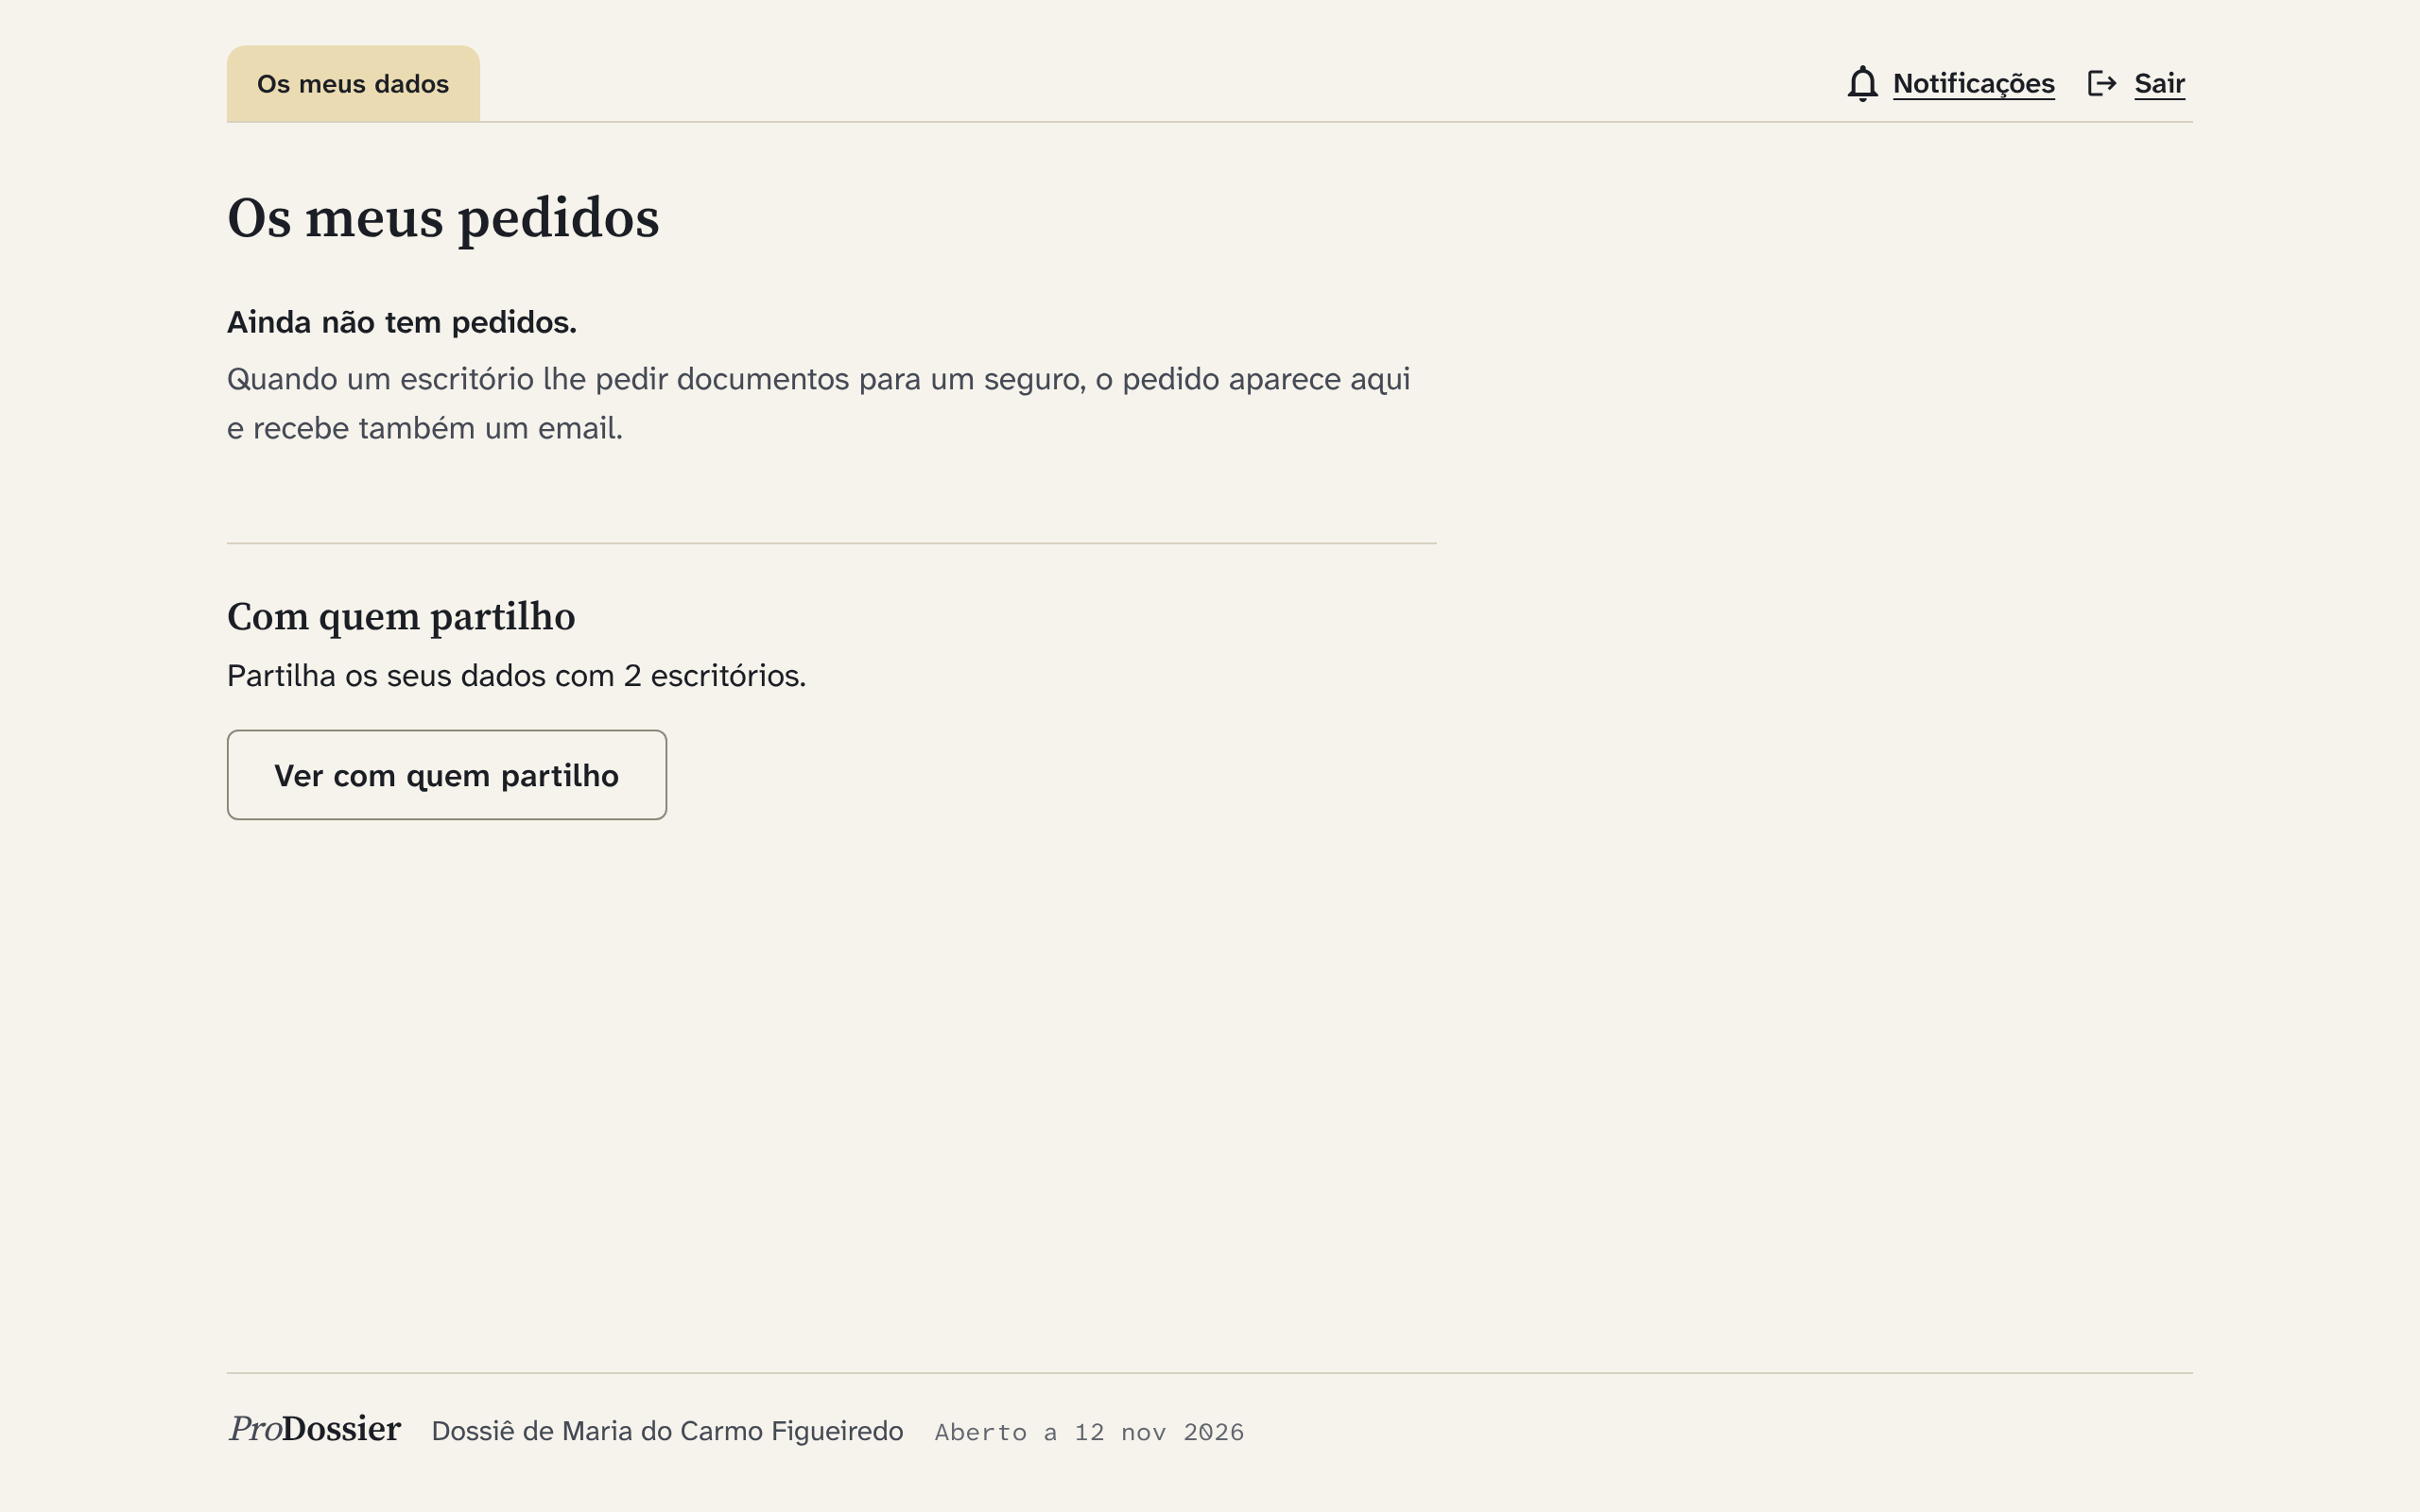 Os meus dados
Notificações
Sair
Os meus pedidos
Ainda não tem pedidos.
Quando um escritório lhe pedir documentos para um seguro, o pedido aparece aqui
e recebe também um email.
Com quem partilho
Partilha os seus dados com 2 escritórios.
Ver com quem partilho
ProDossier Dossiê de Maria do Carmo Figueiredo Aberto a 12 nov 2026